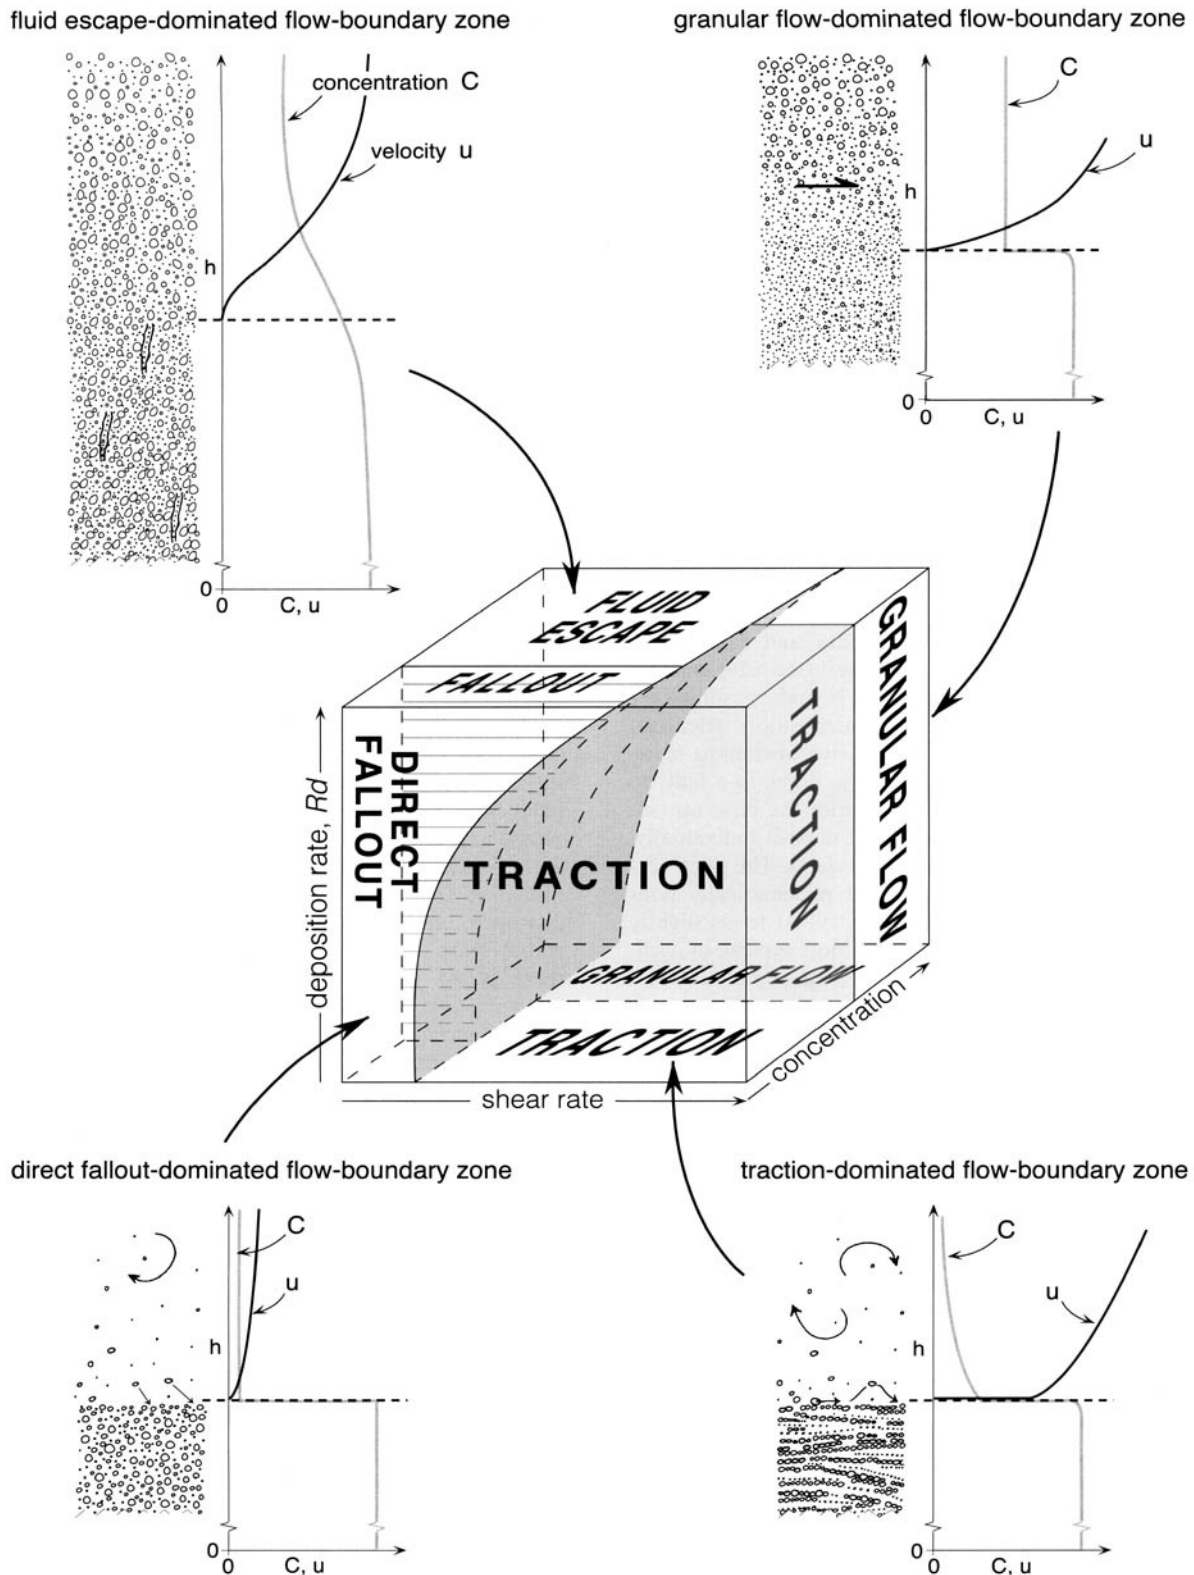 fluid escape-dominated flow-boundary zone
granular flow-dominated flow-boundary zone
concentration C
velocity u
h
0
0
C, u
C
u
h
0
0
C, u
FLUID
ESCAPE
FALLOUT
DIRECT
FALLOUT
TRACTION
TRACTION
GRANULAR FLOW
GRANULAR FLOW
TRACTION
deposition rate, Rd
shear rate
concentration
direct fallout-dominated flow-boundary zone
traction-dominated flow-boundary zone
C
u
h
0
0
C, u
C
u
h
0
0
C, u